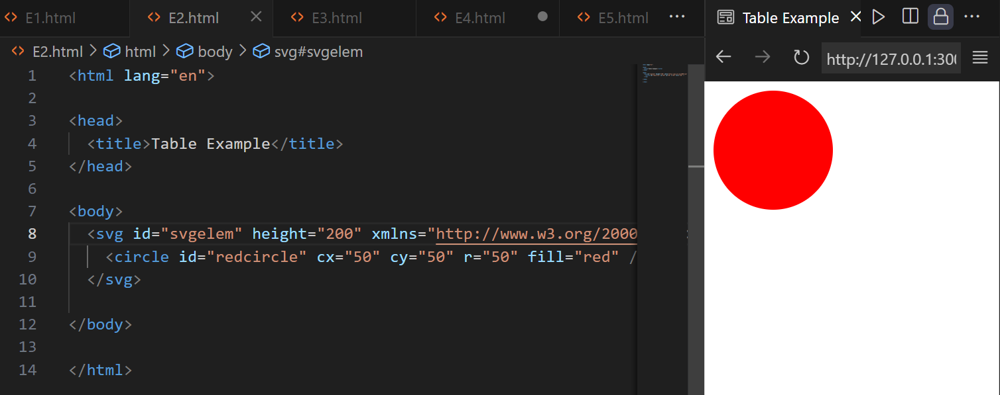 E1.html E2.html E3.html E4.html E5.html ···
Table Example
E2.html > html > body > svg#svgelem
http://127.0.0.1:300
1 <html lang="en">
2
3 <head>
4 <title>Table Example</title>
5 </head>
6
7 <body>
8 <svg id="svgelem" height="200" xmlns="http://www.w3.org/2000
9 <circle id="redcircle" cx="50" cy="50" r="50" fill="red" /
10 </svg>
11
12 </body>
13
14 </html>